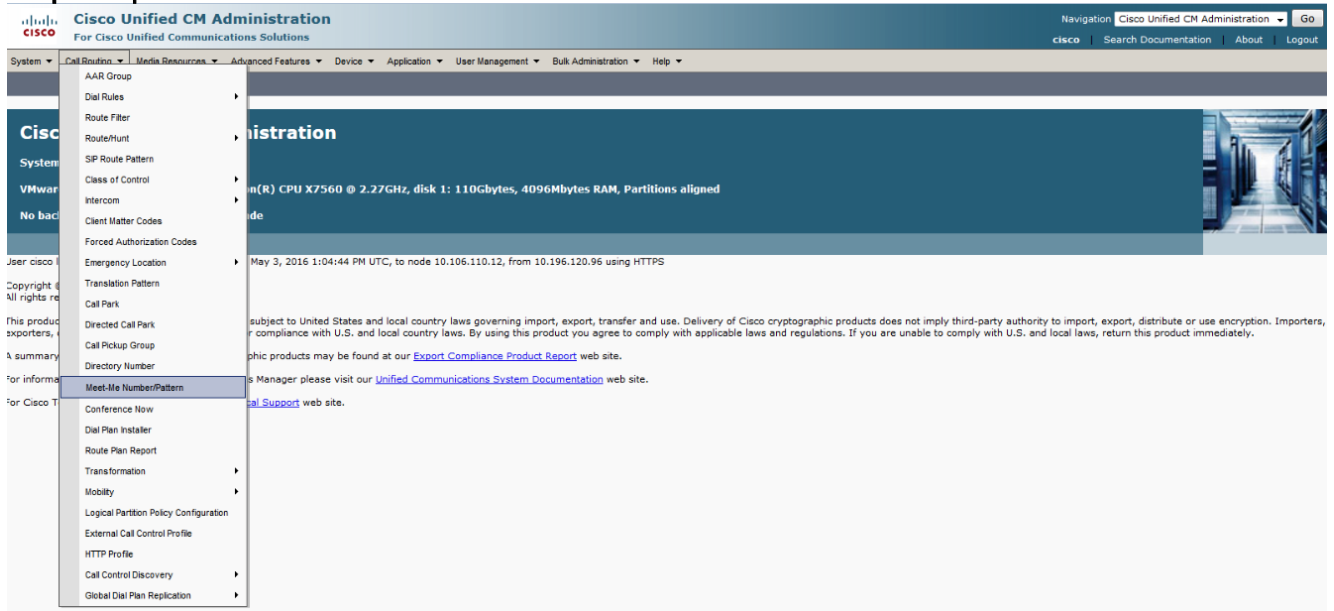 Cisco Unified CM Administration
For Cisco Unified Communications Solutions
CISCO
Navigation Cisco Unified CM Administration Go
cisco Search Documentation About Logout
System Call Routing Media Resources Advanced Features Device Application User Management Bulk Administration Help
AAR Group
Dial Rules
Route Filter
Route/Hunt
SIP Route Pattern
Class of Control
Intercom
Client Matter Codes
Forced Authorization Codes
Emergency Location
Translation Pattern
Call Park
Directed Call Park
Call Pickup Group
Directory Number
Meet-Me Number/Pattern
Conference Now
Dial Plan Installer
Route Plan Report
Transformation
Mobility
Logical Partition Policy Configuration
External Call Control Profile
HTTP Profile
Call Control Discovery
Global Dial Plan Replication
Cisc nistration
System
VMwar n(R) CPU X7560 @ 2.27GHz, disk 1: 110Gbytes, 4096Mbytes RAM, Partitions aligned
No bac de
User cisco l May 3, 2016 1:04:44 PM UTC, to node 10.106.110.12, from 10.196.120.96 using HTTPS
Copyright
All rights re
This produc subject to United States and local country laws governing import, export, transfer and use. Delivery of Cisco cryptographic products does not imply third-party authority to import, export, distribute or use encryption. Importers,
exporters, r compliance with U.S. and local country laws. By using this product you agree to comply with applicable laws and regulations. If you are unable to comply with U.S. and local laws, return this product immediately.
A summary phic products may be found at our Export Compliance Product Report web site.
For informa s Manager please visit our Unified Communications System Documentation web site.
For Cisco T cal Support web site.